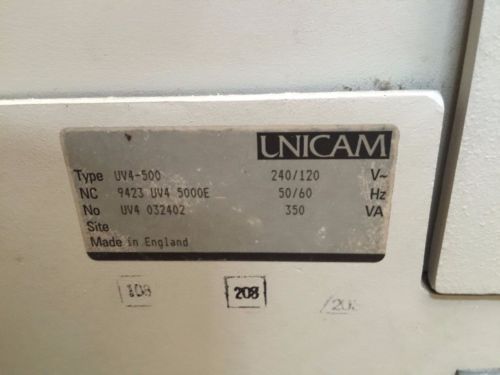 UNICAM
Type UV4-500 240/120 V~
NC 9423 UV4 5000E 50/60 Hz
No UV4 032402 350 VA
Site
Made in England
208